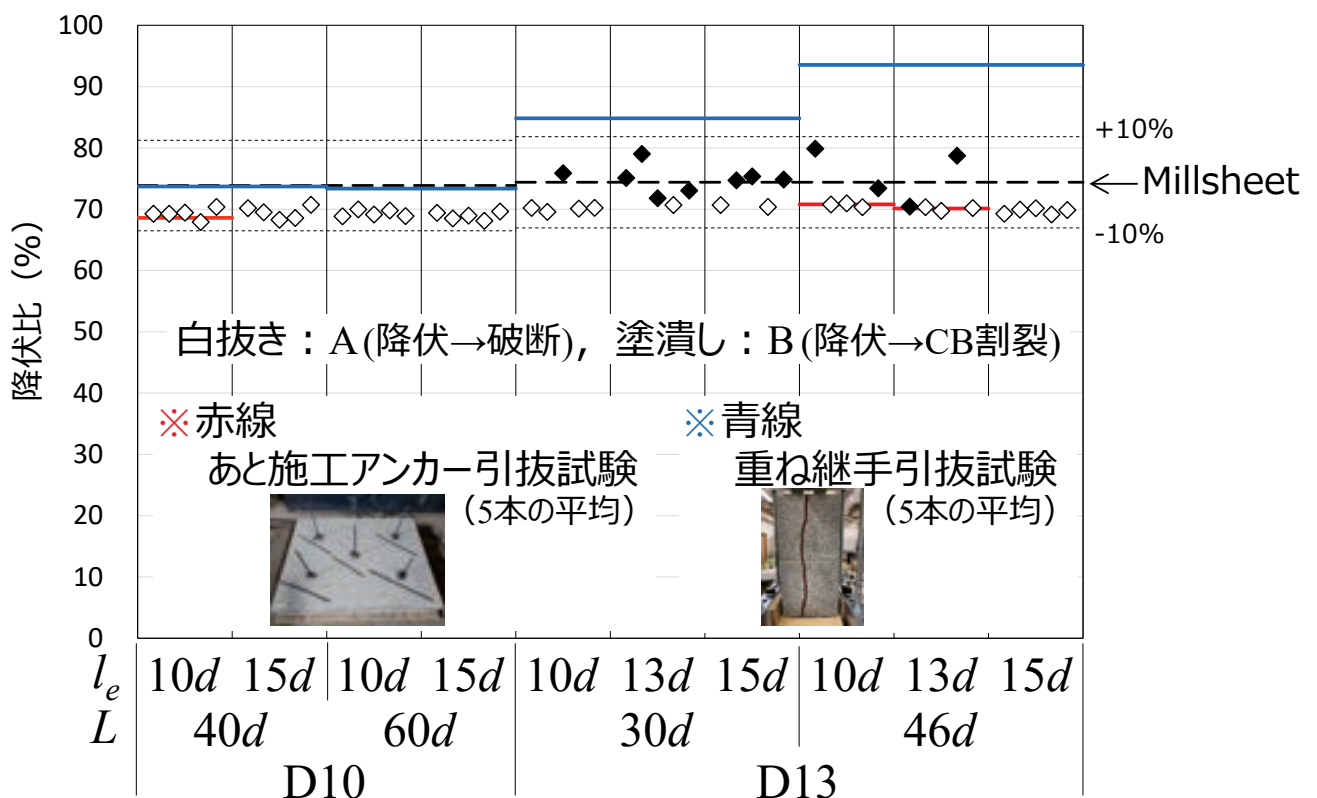 100
90
80
70
60
50
40
30
20
10
0
降伏比 (%)
+10%
←Millsheet
-10%
白抜き：A(降伏→破断)，塗潰し：B(降伏→CB割裂)
※赤線
あと施工アンカー引抜試験
（5本の平均）
※青線
重ね継手引抜試験
（5本の平均）
le 10d 15d 10d 15d 10d 13d 15d 10d 13d 15d
L 40d 60d 30d 46d
D10 D13